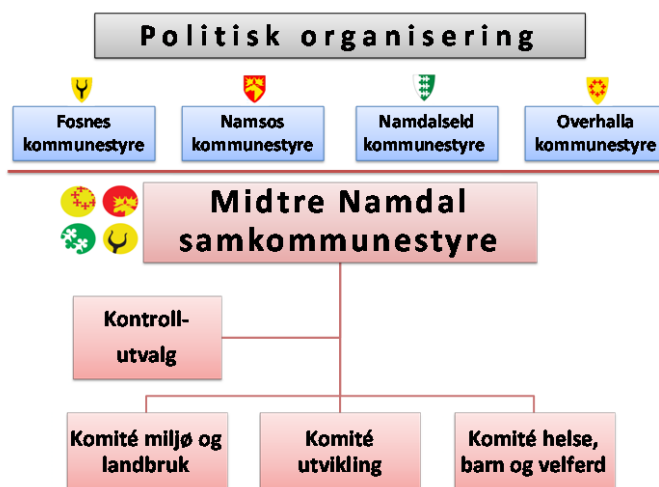 Politisk organisering
Fosnes
kommunestyre
Namsos
kommunestyre
Namdalseid
kommunestyre
Overhalla
kommunestyre
Midtre Namdal
samkommunestyre
Kontroll-
utvalg
Komité miljø og
landbruk
Komité
utvikling
Komité helse,
barn og velferd